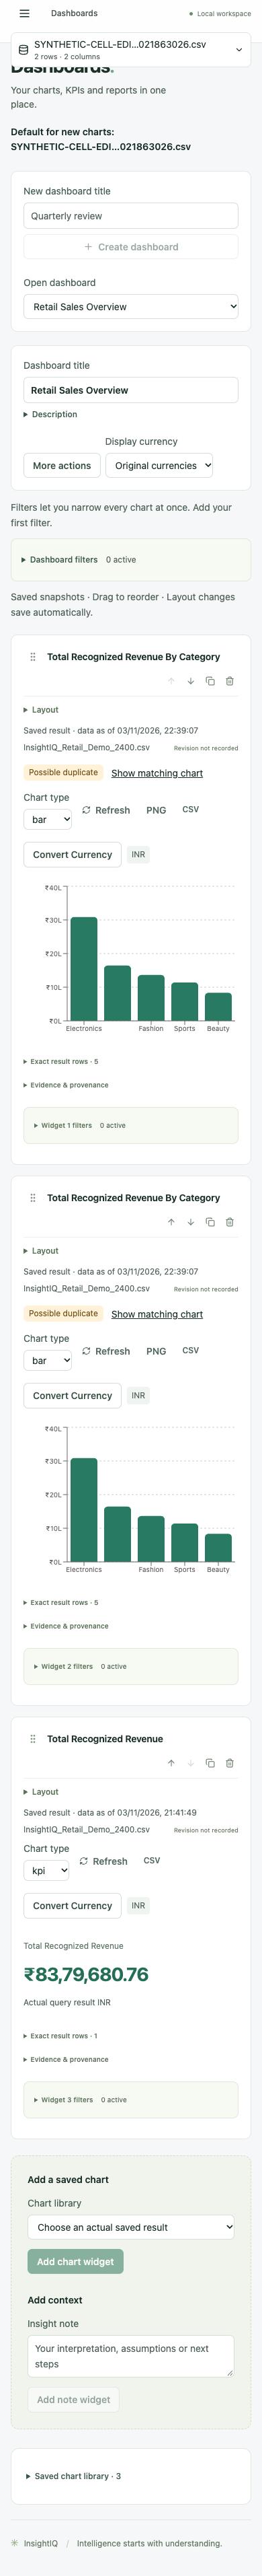 Dashboards
Local workspace
SYNTHETIC-CELL-EDI...021863026.csv
2 rows · 2 columns
Dashboards.
Your charts, KPIs and reports in one
place.
Default for new charts:
SYNTHETIC-CELL-EDI...021863026.csv
New dashboard title
Quarterly review
+ Create dashboard
Open dashboard
Retail Sales Overview
Dashboard title
Retail Sales Overview
Description
Display currency
More actions
Original currencies
Filters let you narrow every chart at once. Add your
first filter.
Dashboard filters 0 active
Saved snapshots · Drag to reorder · Layout changes
save automatically.
Total Recognized Revenue By Category
Layout
Saved result · data as of 03/11/2026, 22:39:07
InsightIQ_Retail_Demo_2400.csv Revision not recorded
Possible duplicate Show matching chart
Chart type
bar Refresh PNG CSV
Convert Currency INR
₹40L
₹30L
₹20L
₹10L
₹0L
Electronics Fashion Sports Beauty
Exact result rows · 5
Evidence & provenance
Widget 1 filters 0 active
Total Recognized Revenue By Category
Layout
Saved result · data as of 03/11/2026, 22:39:07
InsightIQ_Retail_Demo_2400.csv Revision not recorded
Possible duplicate Show matching chart
Chart type
bar Refresh PNG CSV
Convert Currency INR
₹40L
₹30L
₹20L
₹10L
₹0L
Electronics Fashion Sports Beauty
Exact result rows · 5
Evidence & provenance
Widget 2 filters 0 active
Total Recognized Revenue
Layout
Saved result · data as of 03/11/2026, 21:41:49
InsightIQ_Retail_Demo_2400.csv Revision not recorded
Chart type
kpi Refresh CSV
Convert Currency INR
Total Recognized Revenue
₹83,79,680.76
Actual query result INR
Exact result rows · 1
Evidence & provenance
Widget 3 filters 0 active
Add a saved chart
Chart library
Choose an actual saved result
Add chart widget
Add context
Insight note
Your interpretation, assumptions or next
steps
Add note widget
Saved chart library · 3
InsightIQ / Intelligence starts with understanding.